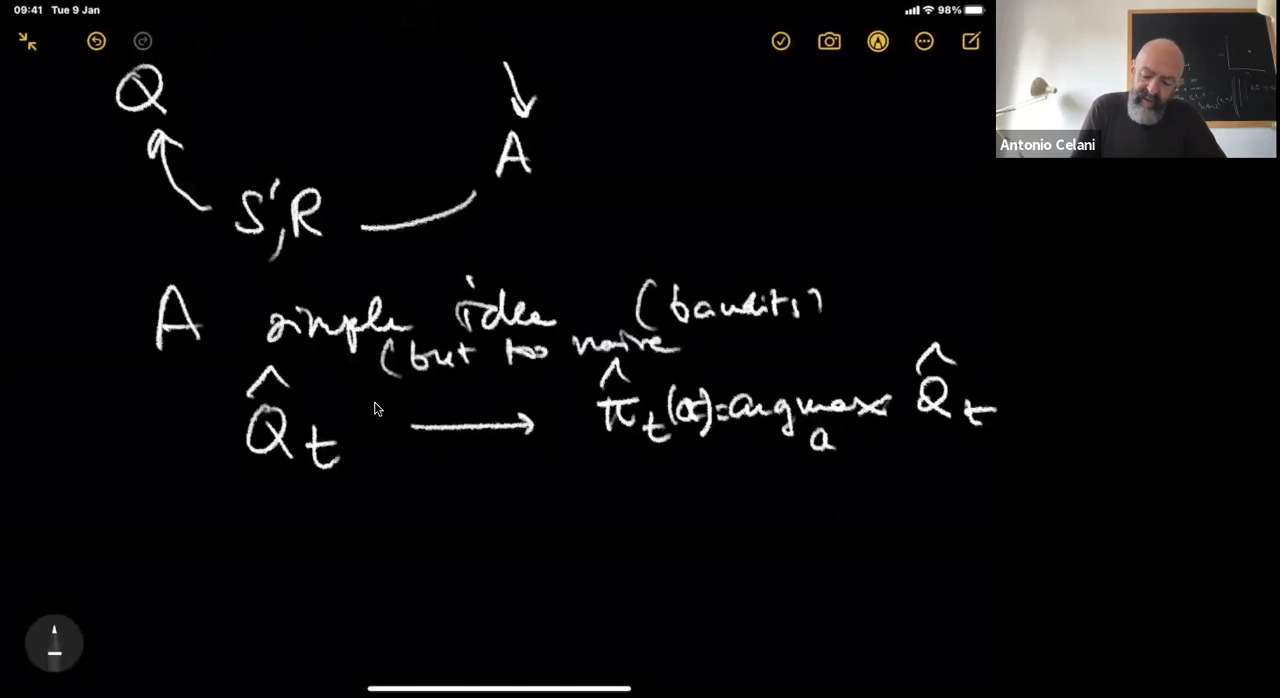 09:41 Tue 9 Jan
98%
Antonio Celani
Q
A
S', R
A simple idea (bandits)
(but too naive
Q̂t → π̂t(x)=argmax Q̂t
a